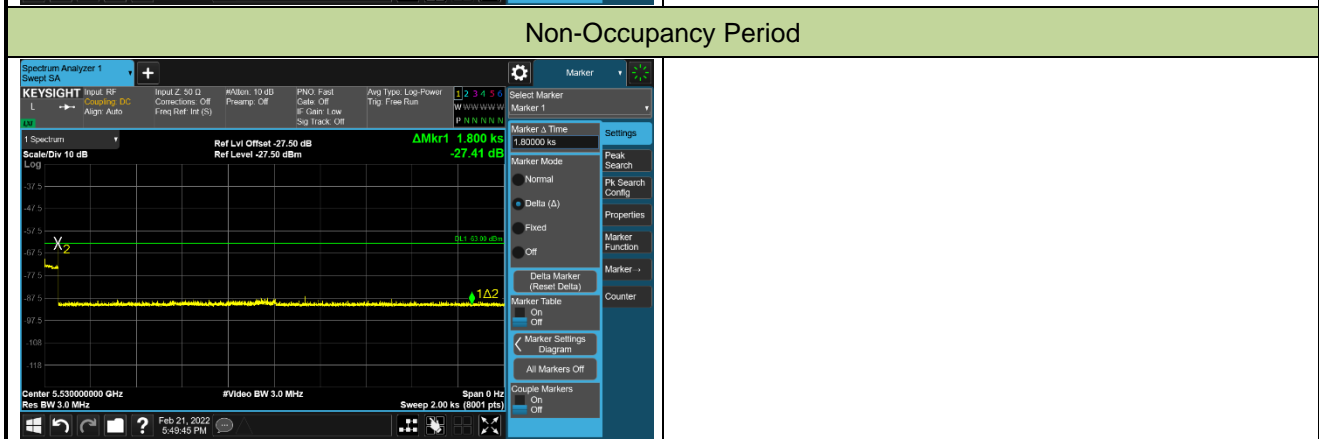 Non-Occupancy Period
Spectrum Analyzer 1
Swept SA
Marker
KEYSIGHT
L
Input: RF
Coupling: DC
Align: Auto
Input Z: 50 Ω
Corrections: Off
Freq Ref: Int (S)
#Atten: 10 dB
Preamp: Off
PNO: Fast
Gate: Off
IF Gain: Low
Sig Track: Off
Avg Type: Log-Power
Trig: Free Run
1 2 3 4 5 6
W W W W W W
P N N N N N
Select Marker
Marker 1
Marker Δ Time
1.80000 ks
Settings
1 Spectrum
Ref Lvl Offset -27.50 dB
ΔMkr1 1.800 ks
Scale/Div 10 dB
Ref Level -27.50 dBm
-27.41 dB
Log
-37.5
-47.5
-57.5
-67.5
-77.5
-87.5
-97.5
-108
-118
X2
1Δ2
Marker Mode
Normal
Delta (Δ)
Fixed
Off
Delta Marker
(Reset Delta)
Marker Table
On
Off
Marker Settings
Diagram
All Markers Off
Couple Markers
On
Off
Peak
Search
Pk Search
Config
Properties
Marker
Function
Marker→
Counter
Center 5.530000000 GHz
#Video BW 3.0 MHz
Span 0 Hz
Res BW 3.0 MHz
Sweep 2.00 ks (8001 pts)
?
Feb 21, 2022
5:49:45 PM